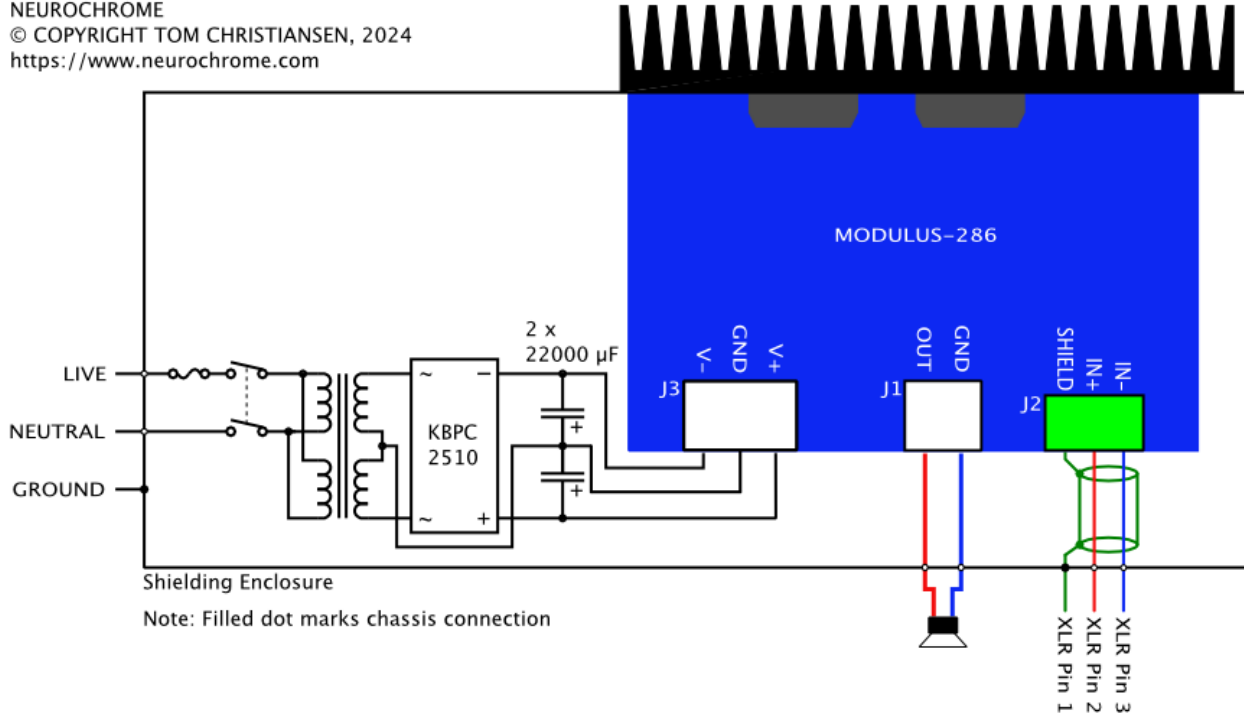 NEUROCHROME
© COPYRIGHT TOM CHRISTIANSEN, 2024
https://www.neurochrome.com
MODULUS-286
2 x
22000 µF
V-
GND
V+
OUT
GND
SHIELD
IN+
IN-
J3
J1
J2
LIVE
NEUTRAL
GROUND
~
−
KBPC
2510
~
+
+
+
Shielding Enclosure
Note: Filled dot marks chassis connection
XLR Pin 1
XLR Pin 2
XLR Pin 3